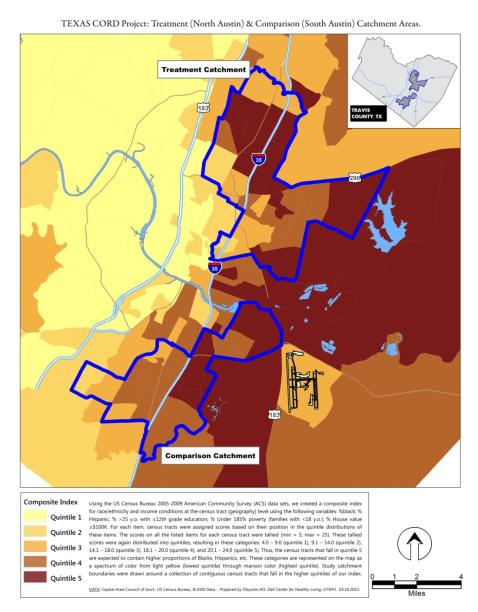 TEXAS CORD Project: Treatment (North Austin) & Comparison (South Austin) Catchment Areas.
Treatment Catchment
TRAVIS
COUNTY, TX
183
35
290
35
183
Comparison Catchment
Composite Index
Quintile 1
Quintile 2
Quintile 3
Quintile 4
Quintile 5
Using the US Census Bureau 2005-2009 American Community Survey (ACS) data sets, we created a composite index
for race/ethnicity and income conditions at the census tract (geography) level using the following variables: %black; %
Hispanic; % >25 y.o. with ≤12th grade education; % Under 185% poverty (families with <18 y.o.); % House value
≤$100K. For each item, census tracts were assigned scores based on their position in the quintile distributions of
these items. The scores on all the listed items for each census tract were tallied (min = 5; max = 25). These tallied
scores were again distributed into quintiles, resulting in these categories: 4.0 – 9.0 (quintile 1), 9.1 – 14.0 (quintile 2),
14.1 – 18.0 (quintile 3), 18.1 – 20.0 (quintile 4), and 20.1 – 24.0 (quintile 5). Thus, the census tracts that fall in quintile 5
are expected to contain higher proportions of Blacks, Hispanics, etc. These categories are represented on the map as
a spectrum of color from light yellow (lowest quintile) through maroon color (highest quintile). Study catchment
boundaries were drawn around a collection of contiguous census tracts that fall in the higher quintiles of our index.
DATA: Capital Area Council of Govt., US Census Bureau, & ESRI Data. - Prepared by
0 1 2 4
Miles